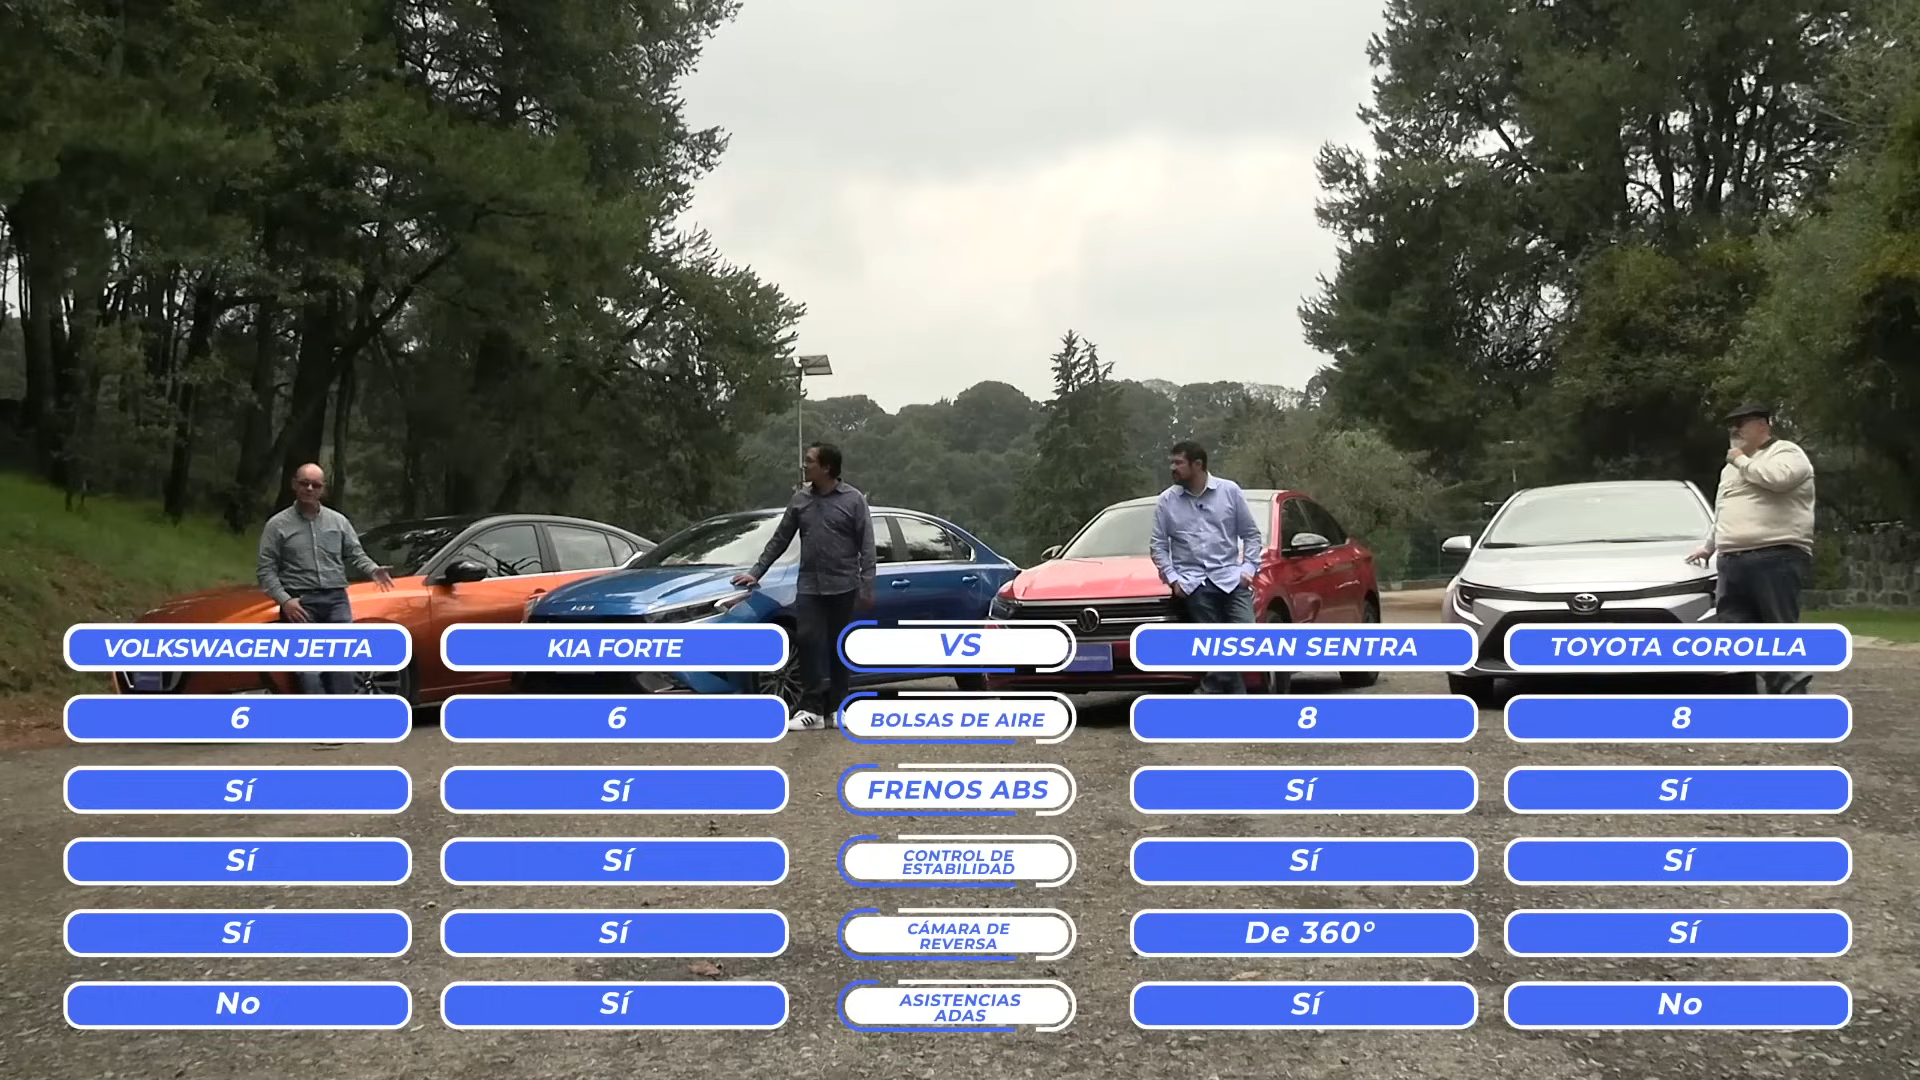 VOLKSWAGEN JETTA
KIA FORTE
VS
NISSAN SENTRA
TOYOTA COROLLA
6
6
BOLSAS DE AIRE
8
8
Sí
Sí
FRENOS ABS
Sí
Sí
Sí
Sí
CONTROL DE
ESTABILIDAD
Sí
Sí
Sí
Sí
CÁMARA DE
REVERSA
De 360°
Sí
No
Sí
ASISTENCIAS
ADAS
Sí
No